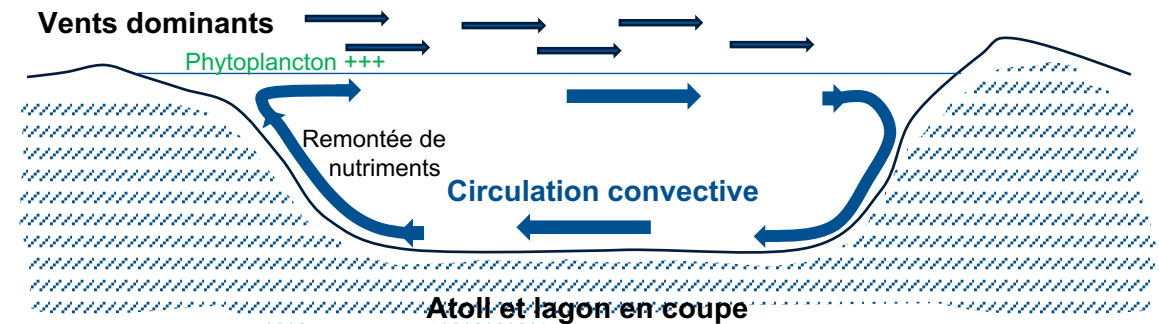 Vents dominants
Phytoplancton +++
Remontée de
nutriments
Circulation convective
Atoll et lagon en coupe